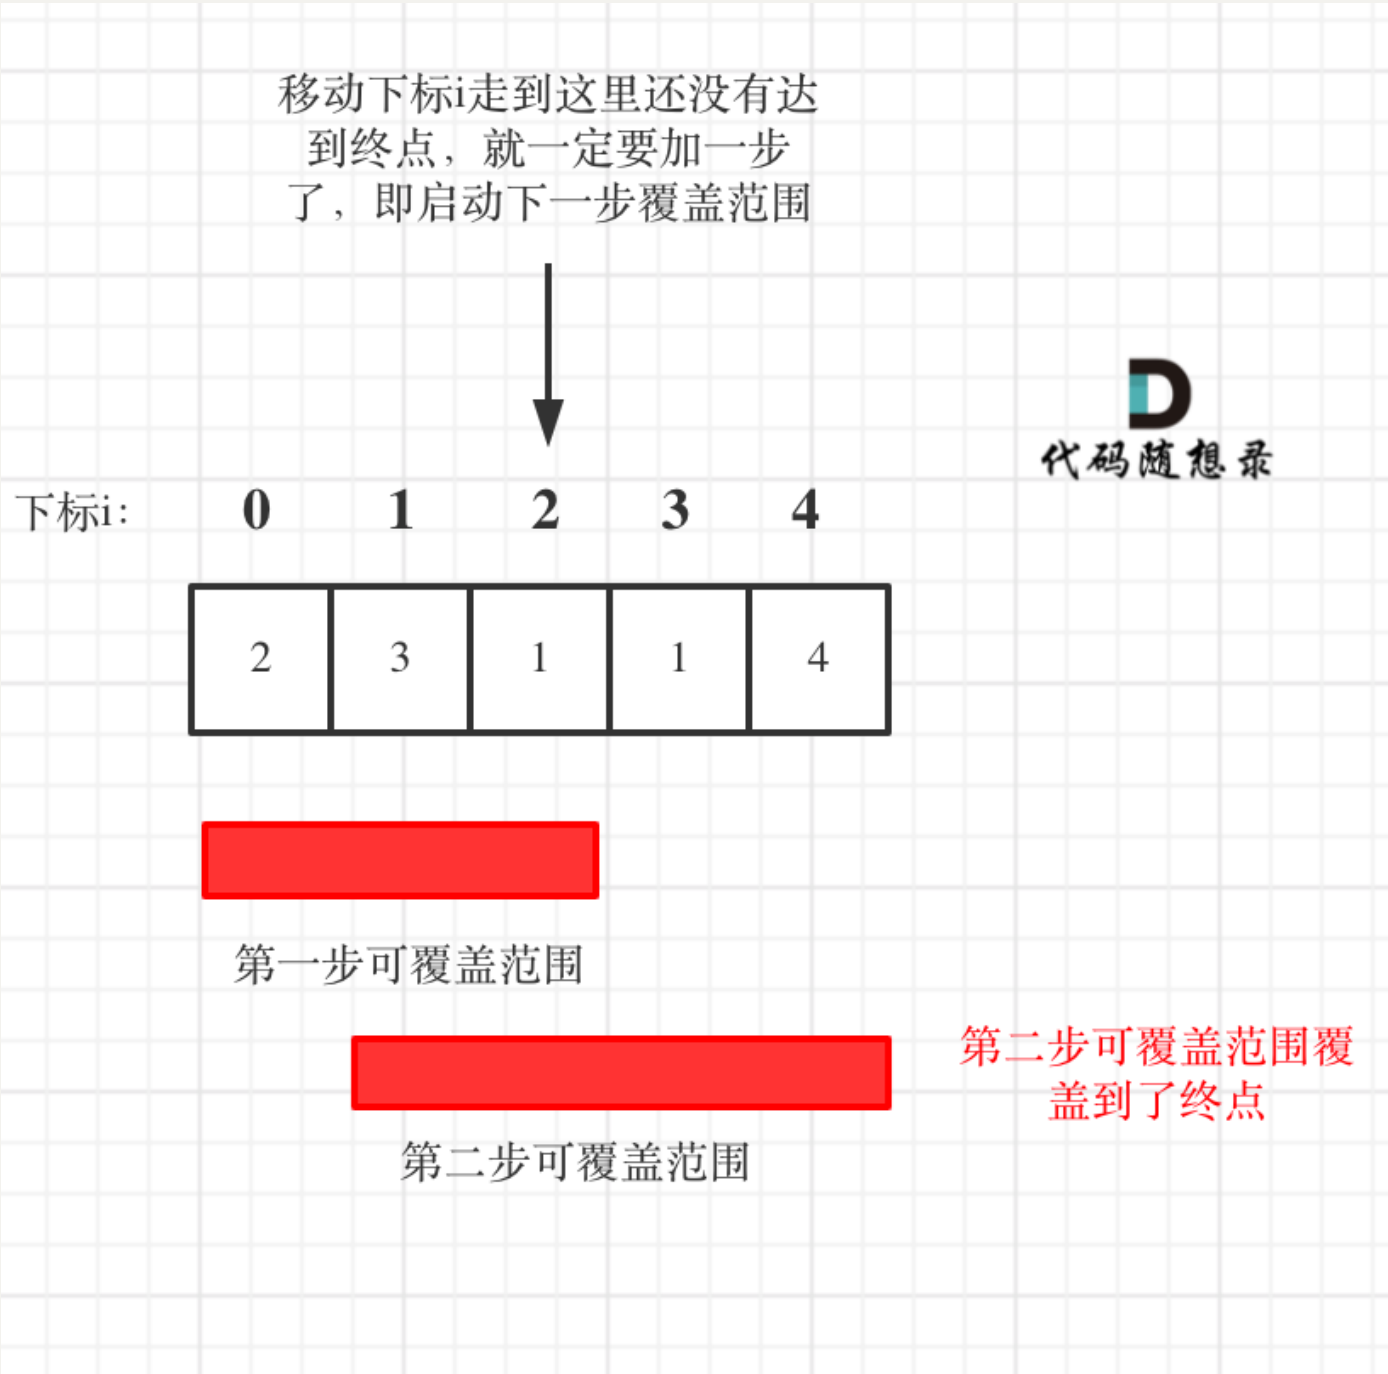 移动下标i走到这里还没有达
到终点，就一定要加一步
了，即启动下一步覆盖范围
代码随想录
下标i： 0 1 2 3 4
2 3 1 1 4
第一步可覆盖范围
第二步可覆盖范围覆
盖到了终点
第二步可覆盖范围